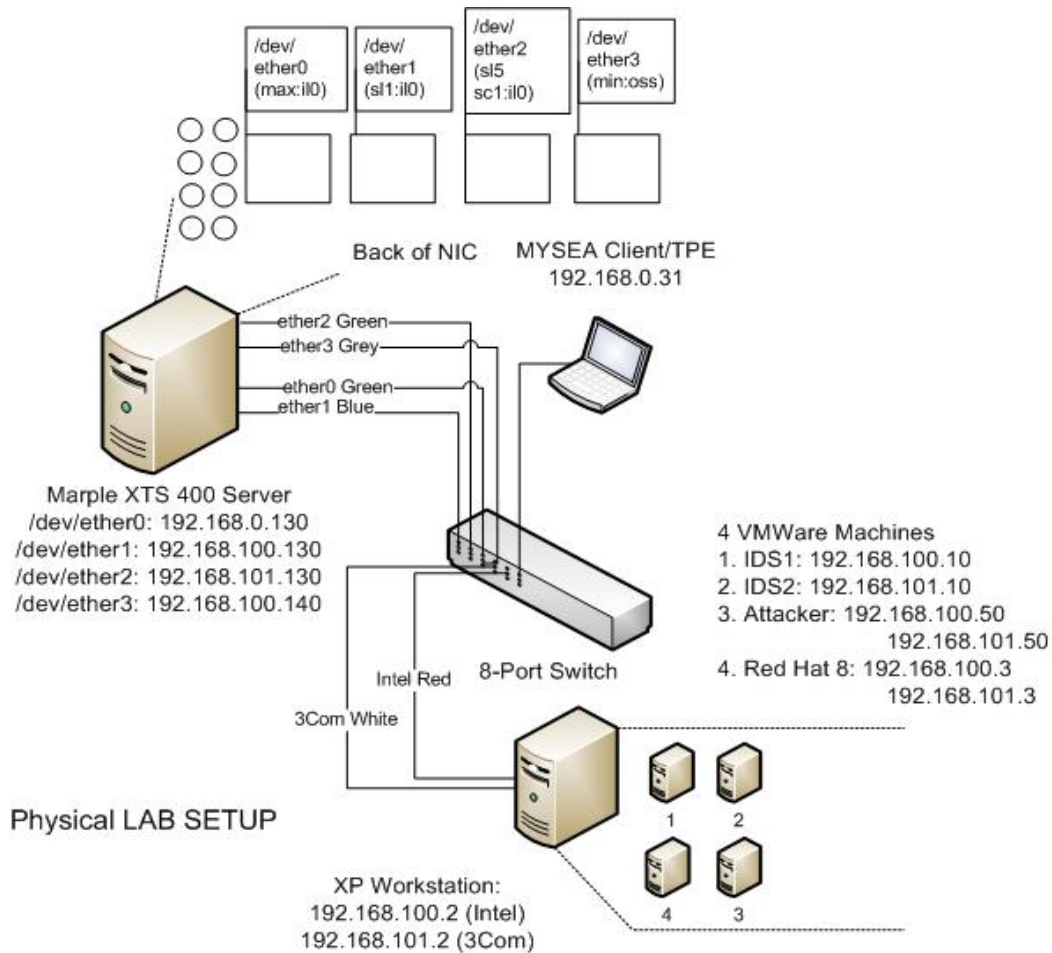 /dev/
ether0
(max:il0)
/dev/
ether1
(sl1:il0)
/dev/
ether2
(sl5
sc1:il0)
/dev/
ether3
(min:oss)
Back of NIC
MYSEA Client/TPE
192.168.0.31
ether2 Green
ether3 Grey
ether0 Green
ether1 Blue
Marple XTS 400 Server
/dev/ether0: 192.168.0.130
/dev/ether1: 192.168.100.130
/dev/ether2: 192.168.101.130
/dev/ether3: 192.168.100.140
4 VMWare Machines
1. IDS1: 192.168.100.10
2. IDS2: 192.168.101.10
3. Attacker: 192.168.100.50
192.168.101.50
4. Red Hat 8: 192.168.100.3
192.168.101.3
8-Port Switch
Intel Red
3Com White
1
2
4
3
Physical LAB SETUP
XP Workstation:
192.168.100.2 (Intel)
192.168.101.2 (3Com)